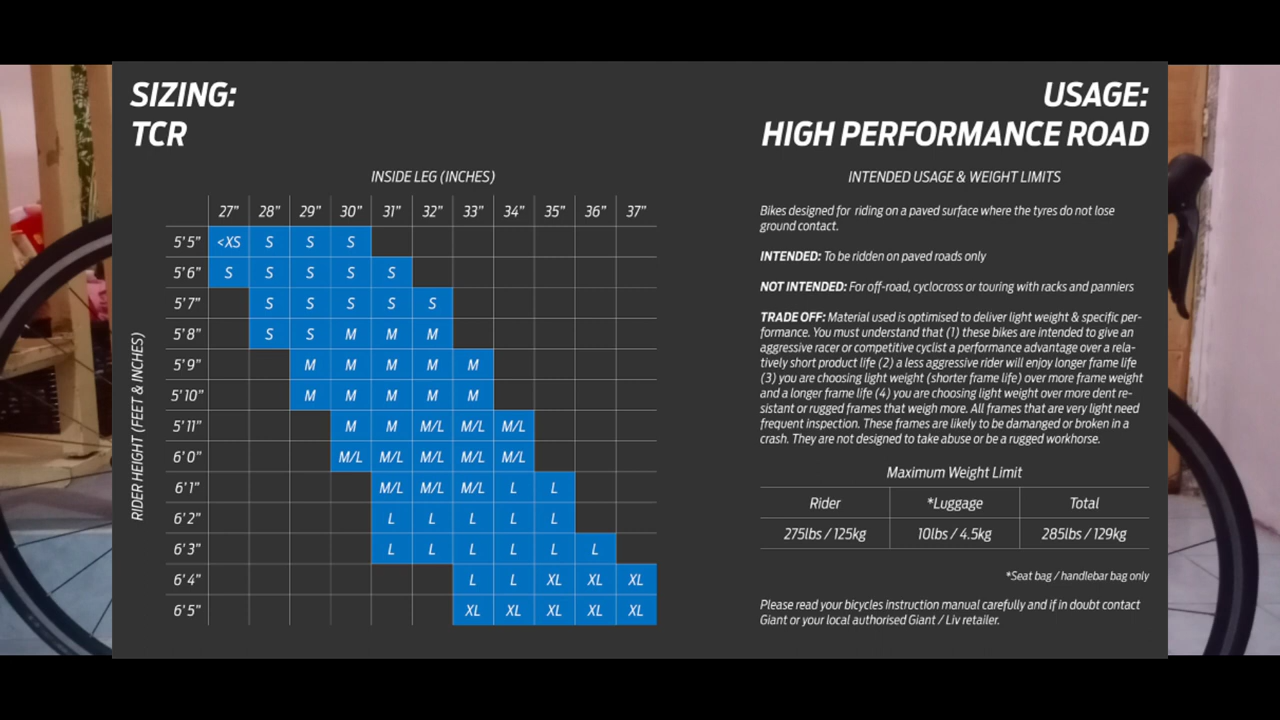 SIZING:
TCR
USAGE:
HIGH PERFORMANCE ROAD
INSIDE LEG (INCHES)
27" 28" 29" 30" 31" 32" 33" 34" 35" 36" 37"
RIDER HEIGHT (FEET & INCHES)
5'5" <XS S S S
5'6" S S S S S
5'7" S S S S S
5'8" S S M M M
5'9" M M M M M
5'10" M M M M M
5'11" M M M/L M/L M/L
6'0" M/L M/L M/L M/L M/L
6'1" M/L M/L M/L L L
6'2" L L L L L
6'3" L L L L L L
6'4" L L XL XL XL
6'5" XL XL XL XL XL
INTENDED USAGE & WEIGHT LIMITS
Bikes designed for riding on a paved surface where the tyres do not lose
ground contact.
INTENDED: To be ridden on paved roads only
NOT INTENDED: For off-road, cyclocross or touring with racks and panniers
TRADE OFF: Material used is optimised to deliver light weight & specific per-
formance. You must understand that (1) these bikes are intended to give an
aggressive racer or competitive cyclist a performance advantage over a rela-
tively short product life (2) a less aggressive rider will enjoy longer frame life
(3) you are choosing light weight (shorter frame life) over more frame weight
and a longer frame life (4) you are choosing light weight over more dent re-
sistant or rugged frames that weigh more. All frames that are very light need
frequent inspection. These frames are likely to be damaged or broken in a
crash. They are not designed to take abuse or be a rugged workhorse.
Maximum Weight Limit
Rider *Luggage Total
275lbs / 125kg 10lbs / 4.5kg 285lbs / 129kg
*Seat bag / handlebar bag only
Please read your bicycles instruction manual carefully and if in doubt contact
Giant or your local authorised Giant / Liv retailer.